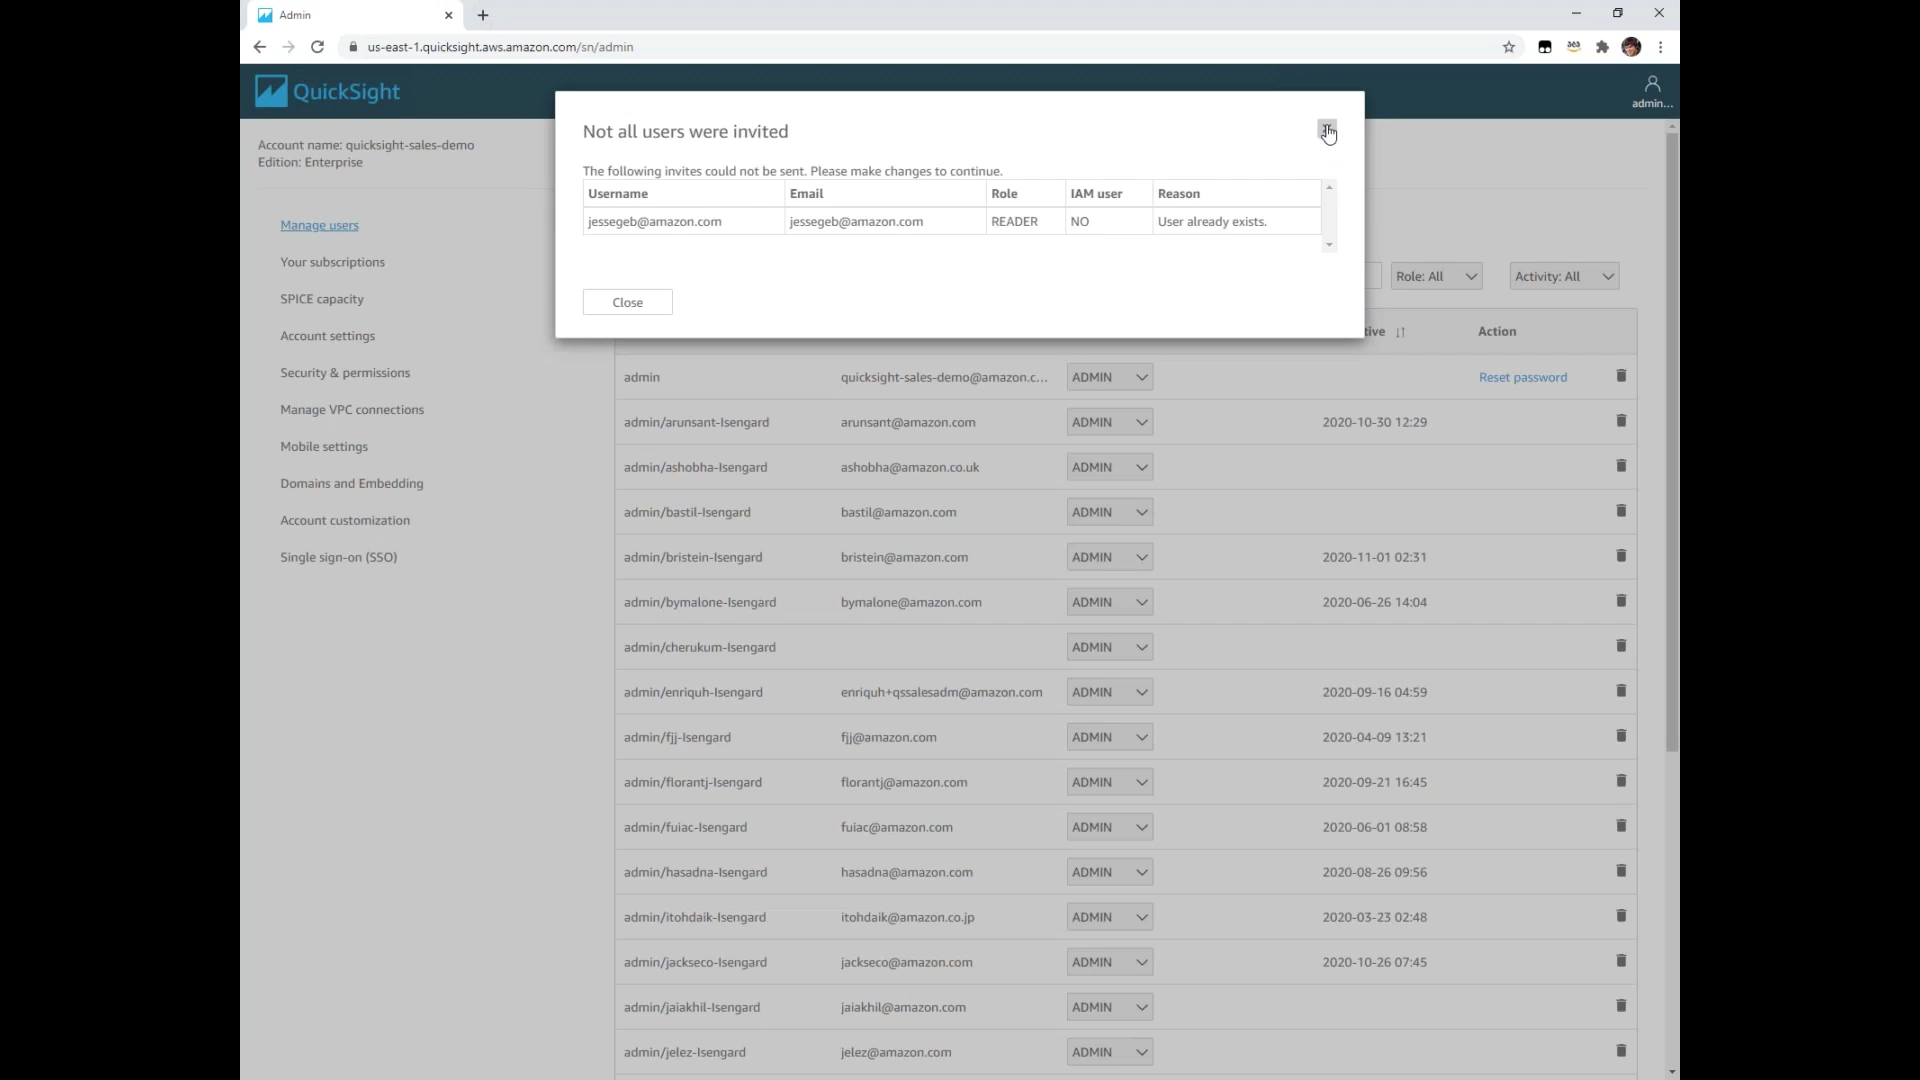 Admin
us-east-1.quicksight.aws.amazon.com/sn/admin
QuickSight
admin...
Account name: quicksight-sales-demo
Edition: Enterprise
Manage users
Your subscriptions
SPICE capacity
Account settings
Security & permissions
Manage VPC connections
Mobile settings
Domains and Embedding
Account customization
Single sign-on (SSO)
Not all users were invited
The following invites could not be sent. Please make changes to continue.
Username Email Role IAM user Reason
jessegeb@amazon.com jessegeb@amazon.com READER NO User already exists.
Close
Role: All Activity: All
tive Action
admin quicksight-sales-demo@amazon.c... ADMIN Reset password
admin/arunsant-Isengard arunsant@amazon.com ADMIN 2020-10-30 12:29
admin/ashobha-Isengard ashobha@amazon.co.uk ADMIN
admin/bastil-Isengard bastil@amazon.com ADMIN
admin/bristein-Isengard bristein@amazon.com ADMIN 2020-11-01 02:31
admin/bymalone-Isengard bymalone@amazon.com ADMIN 2020-06-26 14:04
admin/cherukum-Isengard ADMIN
admin/enriquh-Isengard enriquh+qssalesadm@amazon.com ADMIN 2020-09-16 04:59
admin/fjj-Isengard fjj@amazon.com ADMIN 2020-04-09 13:21
admin/florantj-Isengard florantj@amazon.com ADMIN 2020-09-21 16:45
admin/fuiac-Isengard fuiac@amazon.com ADMIN 2020-06-01 08:58
admin/hasadna-Isengard hasadna@amazon.com ADMIN 2020-08-26 09:56
admin/itohdaik-Isengard itohdaik@amazon.co.jp ADMIN 2020-03-23 02:48
admin/jackseco-Isengard jackseco@amazon.com ADMIN 2020-10-26 07:45
admin/jaiakhil-Isengard jaiakhil@amazon.com ADMIN
admin/jelez-Isengard jelez@amazon.com ADMIN